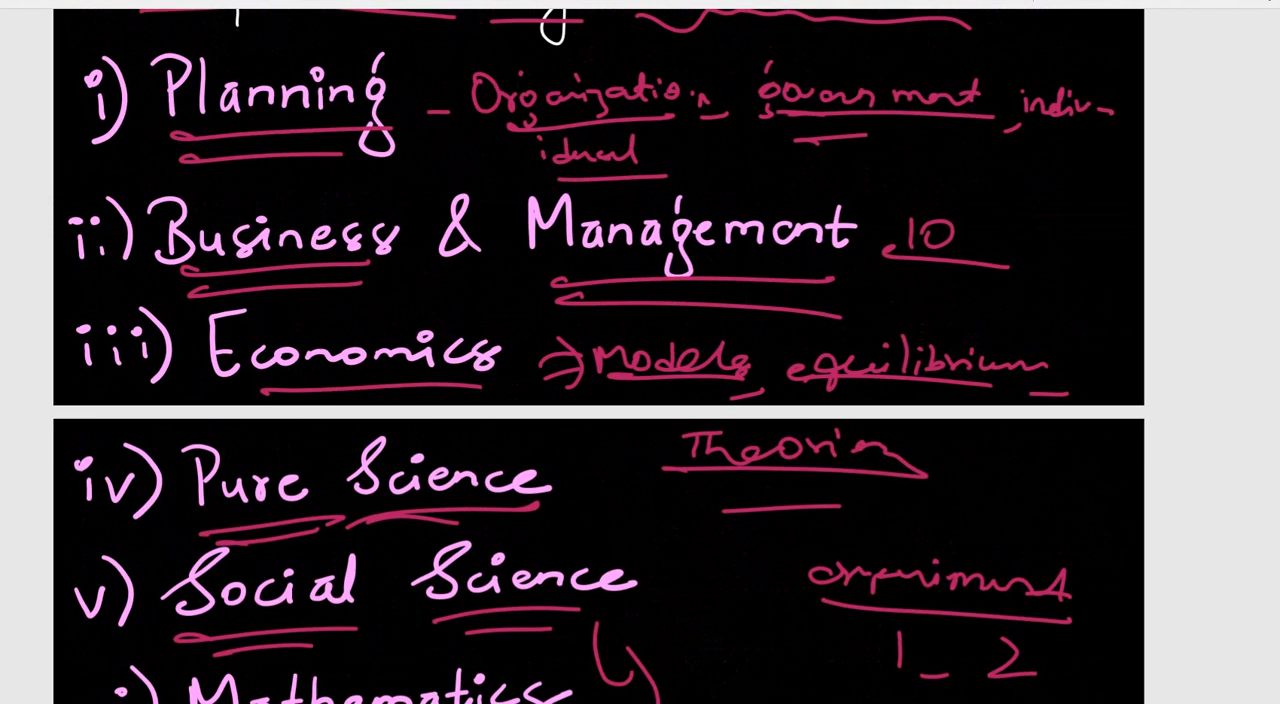 i) Planning - Organization, Government, indiv-
idual
ii) Business & Management 10
iii) Economics ⇒ Models, equilibrium
iv) Pure Science Theories
v) Social Science experiment
1 - 2
i) Mathematics